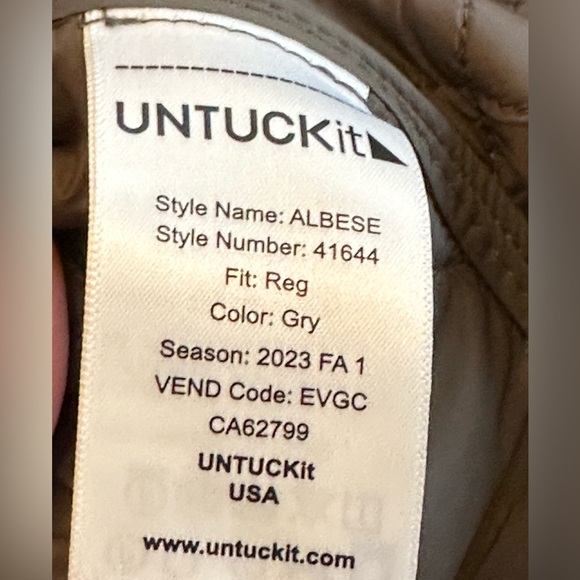 UNTUCKit
Style Name: ALBESE
Style Number: 41644
Fit: Reg
Color: Gry
Season: 2023 FA 1
VEND Code: EVGC
CA62799
UNTUCKit
USA
www.untuckit.com